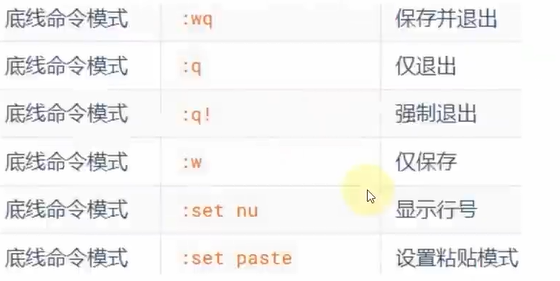 底线命令模式 :wq 保存并退出
底线命令模式 :q 仅退出
底线命令模式 :q! 强制退出
底线命令模式 :w 仅保存
底线命令模式 :set nu 显示行号
底线命令模式 :set paste 设置粘贴模式